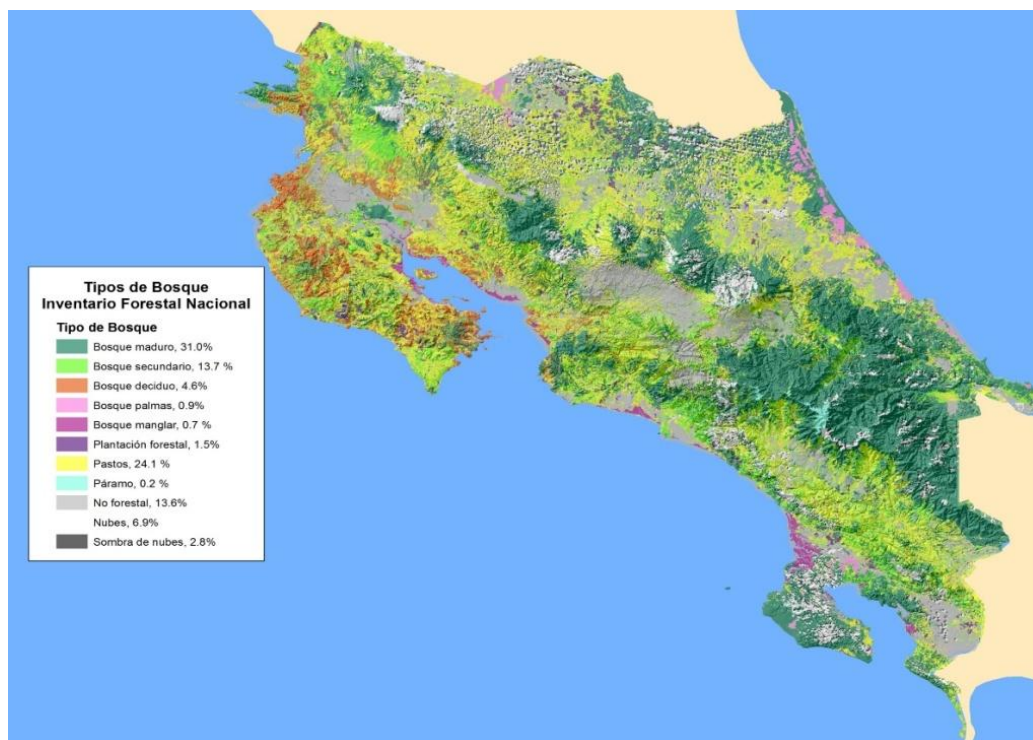 Tipos de Bosque
Inventario Forestal Nacional
Tipo de Bosque
Bosque maduro, 31.0%
Bosque secundario, 13.7 %
Bosque deciduo, 4.6%
Bosque palmas, 0.9%
Bosque manglar, 0.7 %
Plantación forestal, 1.5%
Pastos, 24.1 %
Páramo, 0.2 %
No forestal, 13.6%
Nubes, 6.9%
Sombra de nubes, 2.8%